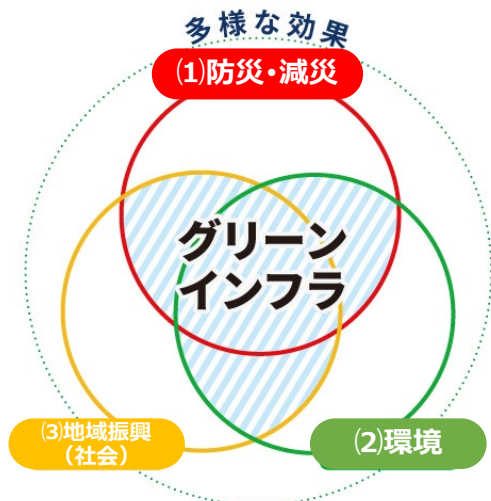 多様な効果
⑴防災・減災
グリーン
インフラ
⑶地域振興
（社会）
⑵環境